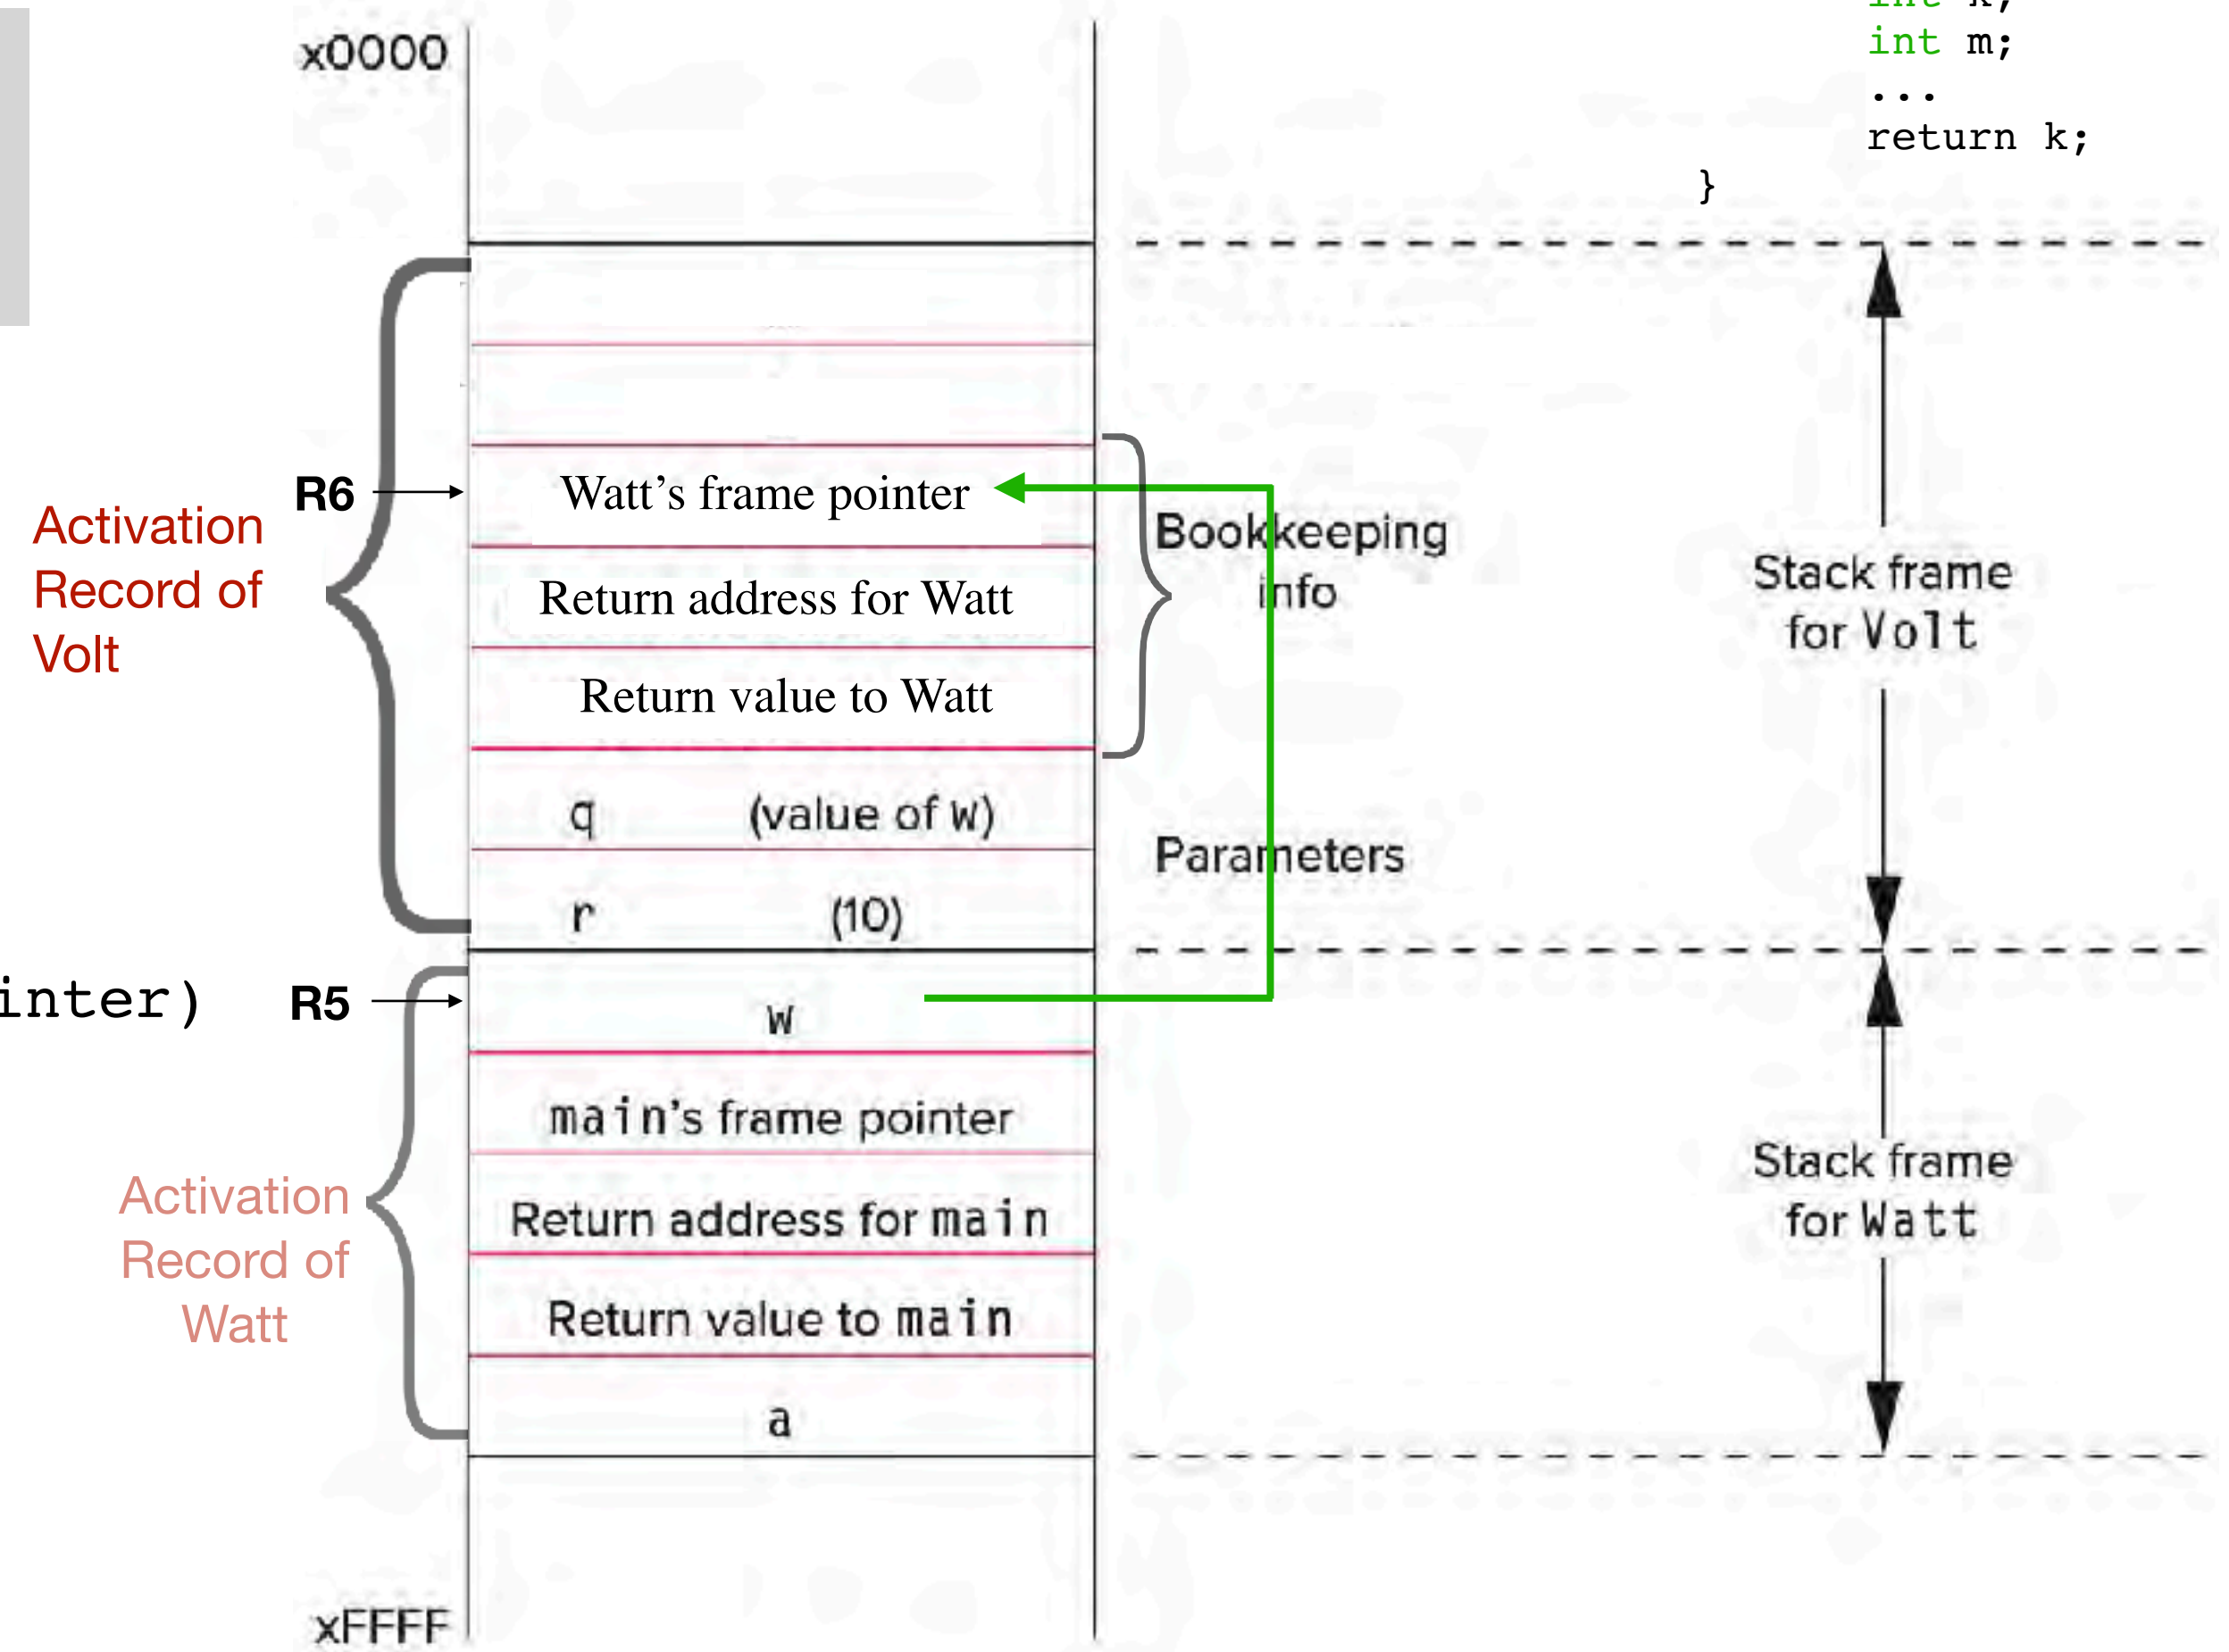 int k;
x0000
int m;
...
return k;
}
R6
Watt’s frame pointer
Activation
Record of
Volt
Bookkeeping
info
Stack frame
for Volt
Return address for Watt
Return value to Watt
q (value of w)
Parameters
r (10)
inter)
R5
w
main's frame pointer
Activation
Record of
Watt
Return address for main
Stack frame
for Watt
Return value to main
a
xFFFF